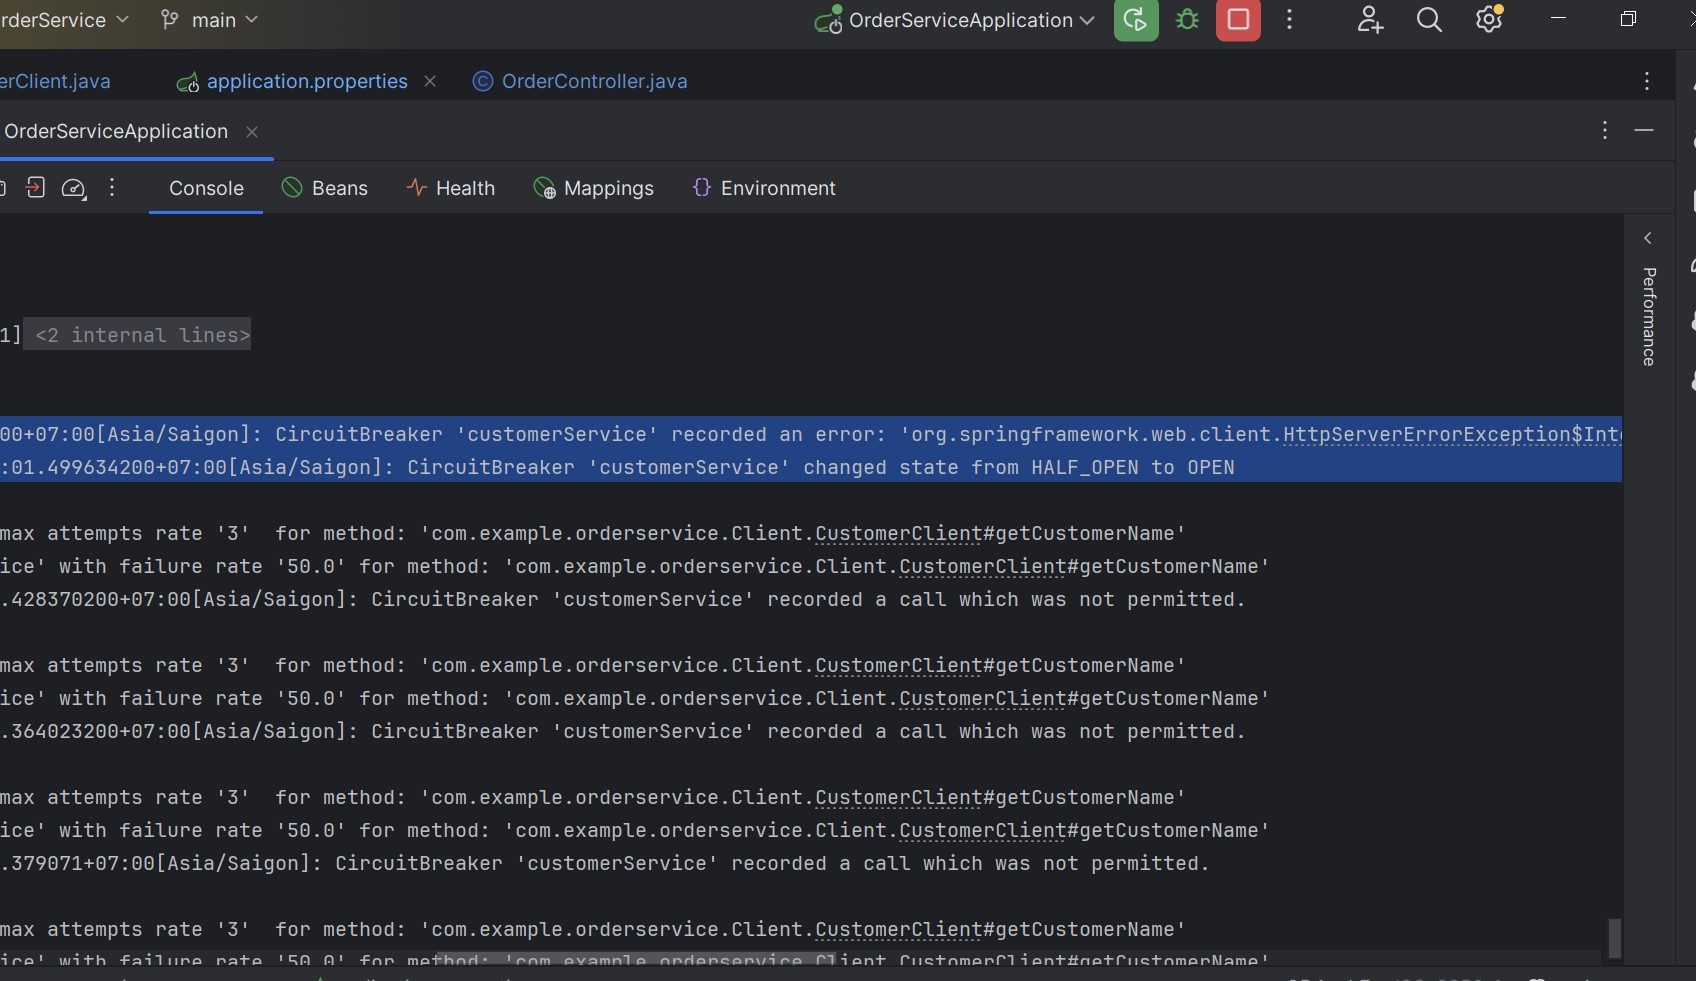 rderService main OrderServiceApplication
erClient.java application.properties OrderController.java
OrderServiceApplication
Console Beans Health Mappings Environment
Performance
1] <2 internal lines>
00+07:00[Asia/Saigon]: CircuitBreaker 'customerService' recorded an error: 'org.springframework.web.client.HttpServerErrorException$Inte
:01.499634200+07:00[Asia/Saigon]: CircuitBreaker 'customerService' changed state from HALF_OPEN to OPEN
max attempts rate '3'  for method: 'com.example.orderservice.Client.CustomerClient#getCustomerName'
ice' with failure rate '50.0' for method: 'com.example.orderservice.Client.CustomerClient#getCustomerName'
.428370200+07:00[Asia/Saigon]: CircuitBreaker 'customerService' recorded a call which was not permitted.
max attempts rate '3'  for method: 'com.example.orderservice.Client.CustomerClient#getCustomerName'
ice' with failure rate '50.0' for method: 'com.example.orderservice.Client.CustomerClient#getCustomerName'
.364023200+07:00[Asia/Saigon]: CircuitBreaker 'customerService' recorded a call which was not permitted.
max attempts rate '3'  for method: 'com.example.orderservice.Client.CustomerClient#getCustomerName'
ice' with failure rate '50.0' for method: 'com.example.orderservice.Client.CustomerClient#getCustomerName'
.379071+07:00[Asia/Saigon]: CircuitBreaker 'customerService' recorded a call which was not permitted.
max attempts rate '3'  for method: 'com.example.orderservice.Client.CustomerClient#getCustomerName'
ice' with failure rate '50.0' for method: 'com.example.orderservice.Client.CustomerClient#getCustomerName'